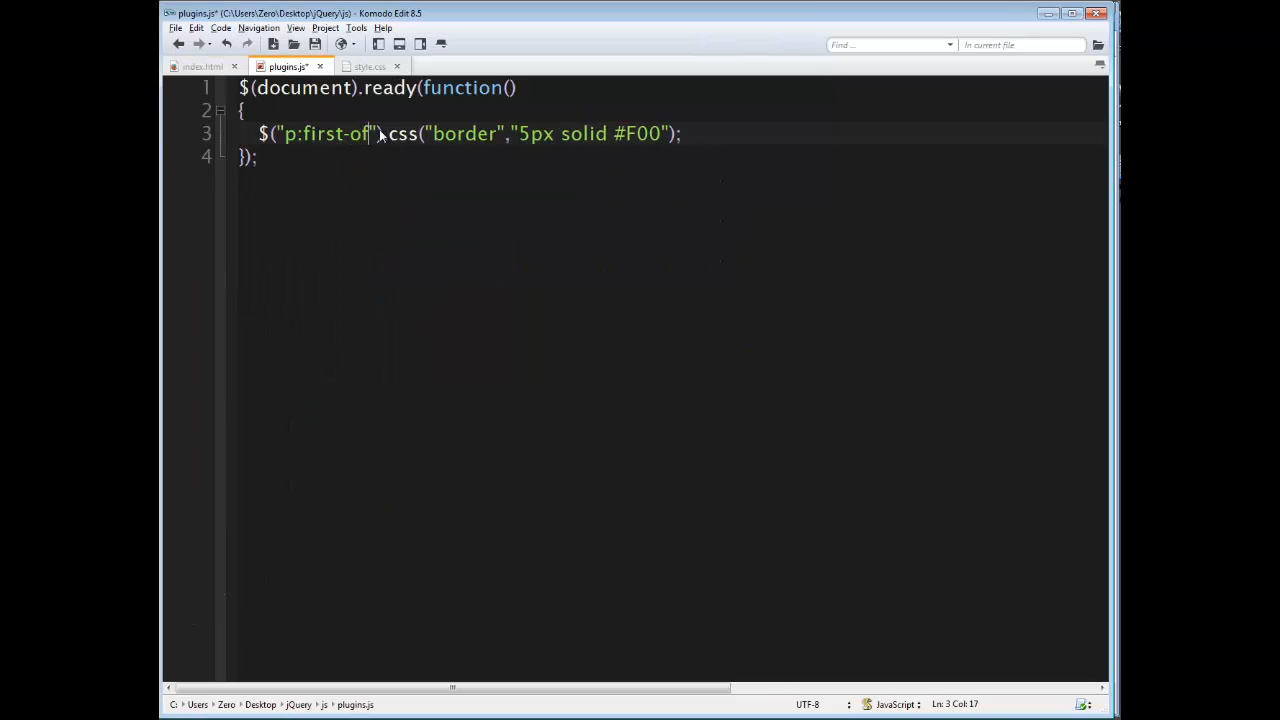 plugins.js* (C:\Users\Zero\Desktop\jQuery\js) - Komodo Edit 8.5
File Edit Code Navigation View Project Tools Help
Find ... In current file
index.html plugins.js* style.css
1 $(document).ready(function()
2 {
3 $("p:first-of").css("border","5px solid #F00");
4 });
C: Users Zero Desktop jQuery js plugins.js UTF-8 JavaScript Ln: 3 Col: 17